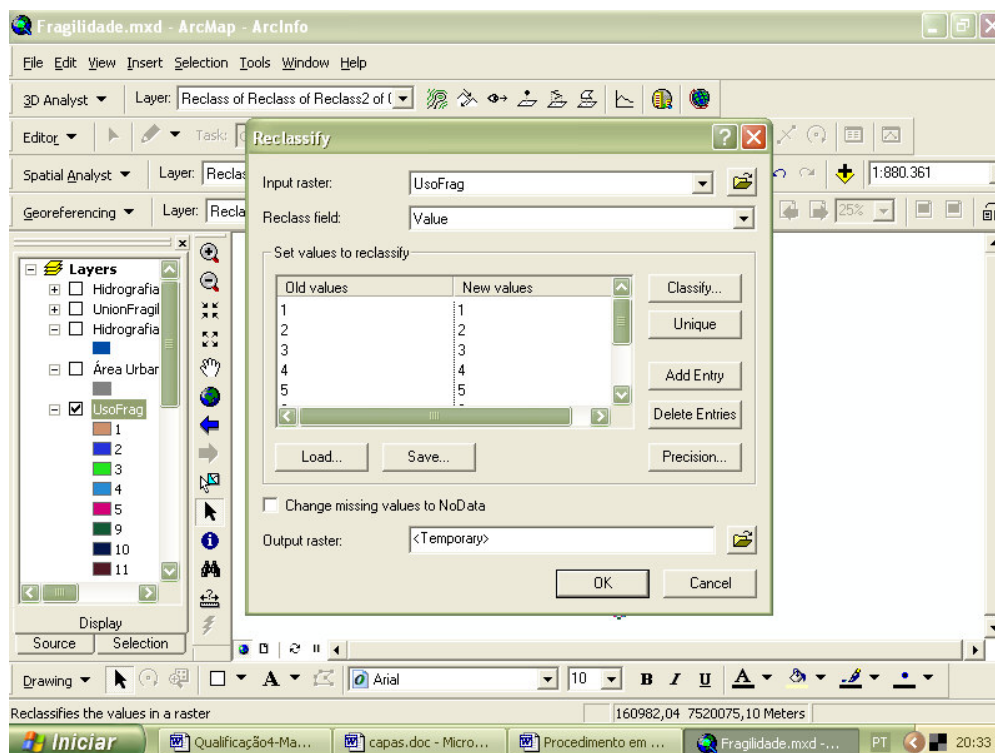 Fragilidade.mxd - ArcMap - ArcInfo
File Edit View Insert Selection Tools Window Help
3D Analyst Layer: Reclass of Reclass of Reclass2 of (
Editor Task:
Spatial Analyst Layer: Reclas 1:880.361
Georeferencing Layer: Recla 25%
Reclassify
Input raster: UsoFrag
Reclass field: Value
Set values to reclassify
Old values New values
1 1
2 2
3 3
4 4
5 5
Classify...
Unique
Add Entry
Delete Entries
Load... Save... Precision...
Change missing values to NoData
Output raster: <Temporary>
OK Cancel
Layers
Hidrografia
UnionFragil
Hidrografia
Área Urbar
UsoFrag
1
2
3
4
5
9
10
11
Display
Source Selection
Drawing A Arial 10 B I U A
Reclassifies the values in a raster 160982,04 7520075,10 Meters
Iniciar Qualificação4-Ma... capas.doc - Micro... Procedimento em ... Fragilidade.mxd -... PT 20:33